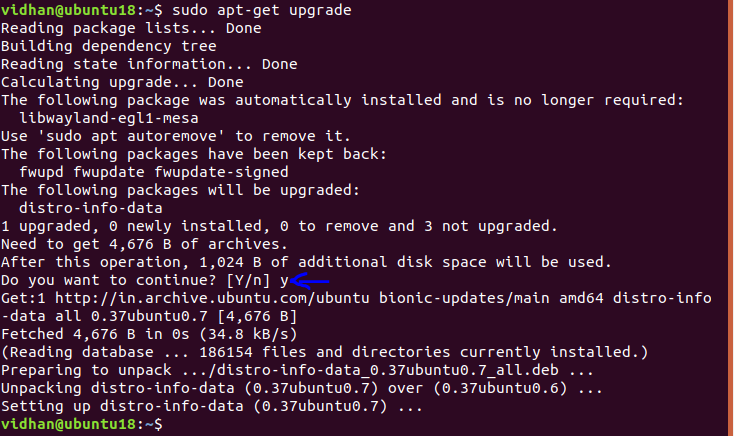 vidhan@ubuntu18:~$ sudo apt-get upgrade
Reading package lists... Done
Building dependency tree
Reading state information... Done
Calculating upgrade... Done
The following package was automatically installed and is no longer required:
  libwayland-egl1-mesa
Use 'sudo apt autoremove' to remove it.
The following packages have been kept back:
  fwupd fwupdate fwupdate-signed
The following packages will be upgraded:
  distro-info-data
1 upgraded, 0 newly installed, 0 to remove and 3 not upgraded.
Need to get 4,676 B of archives.
After this operation, 1,024 B of additional disk space will be used.
Do you want to continue? [Y/n] y
Get:1 http://in.archive.ubuntu.com/ubuntu bionic-updates/main amd64 distro-info
-data all 0.37ubuntu0.7 [4,676 B]
Fetched 4,676 B in 0s (34.8 kB/s)
(Reading database ... 186154 files and directories currently installed.)
Preparing to unpack .../distro-info-data_0.37ubuntu0.7_all.deb ...
Unpacking distro-info-data (0.37ubuntu0.7) over (0.37ubuntu0.6) ...
Setting up distro-info-data (0.37ubuntu0.7) ...
vidhan@ubuntu18:~$